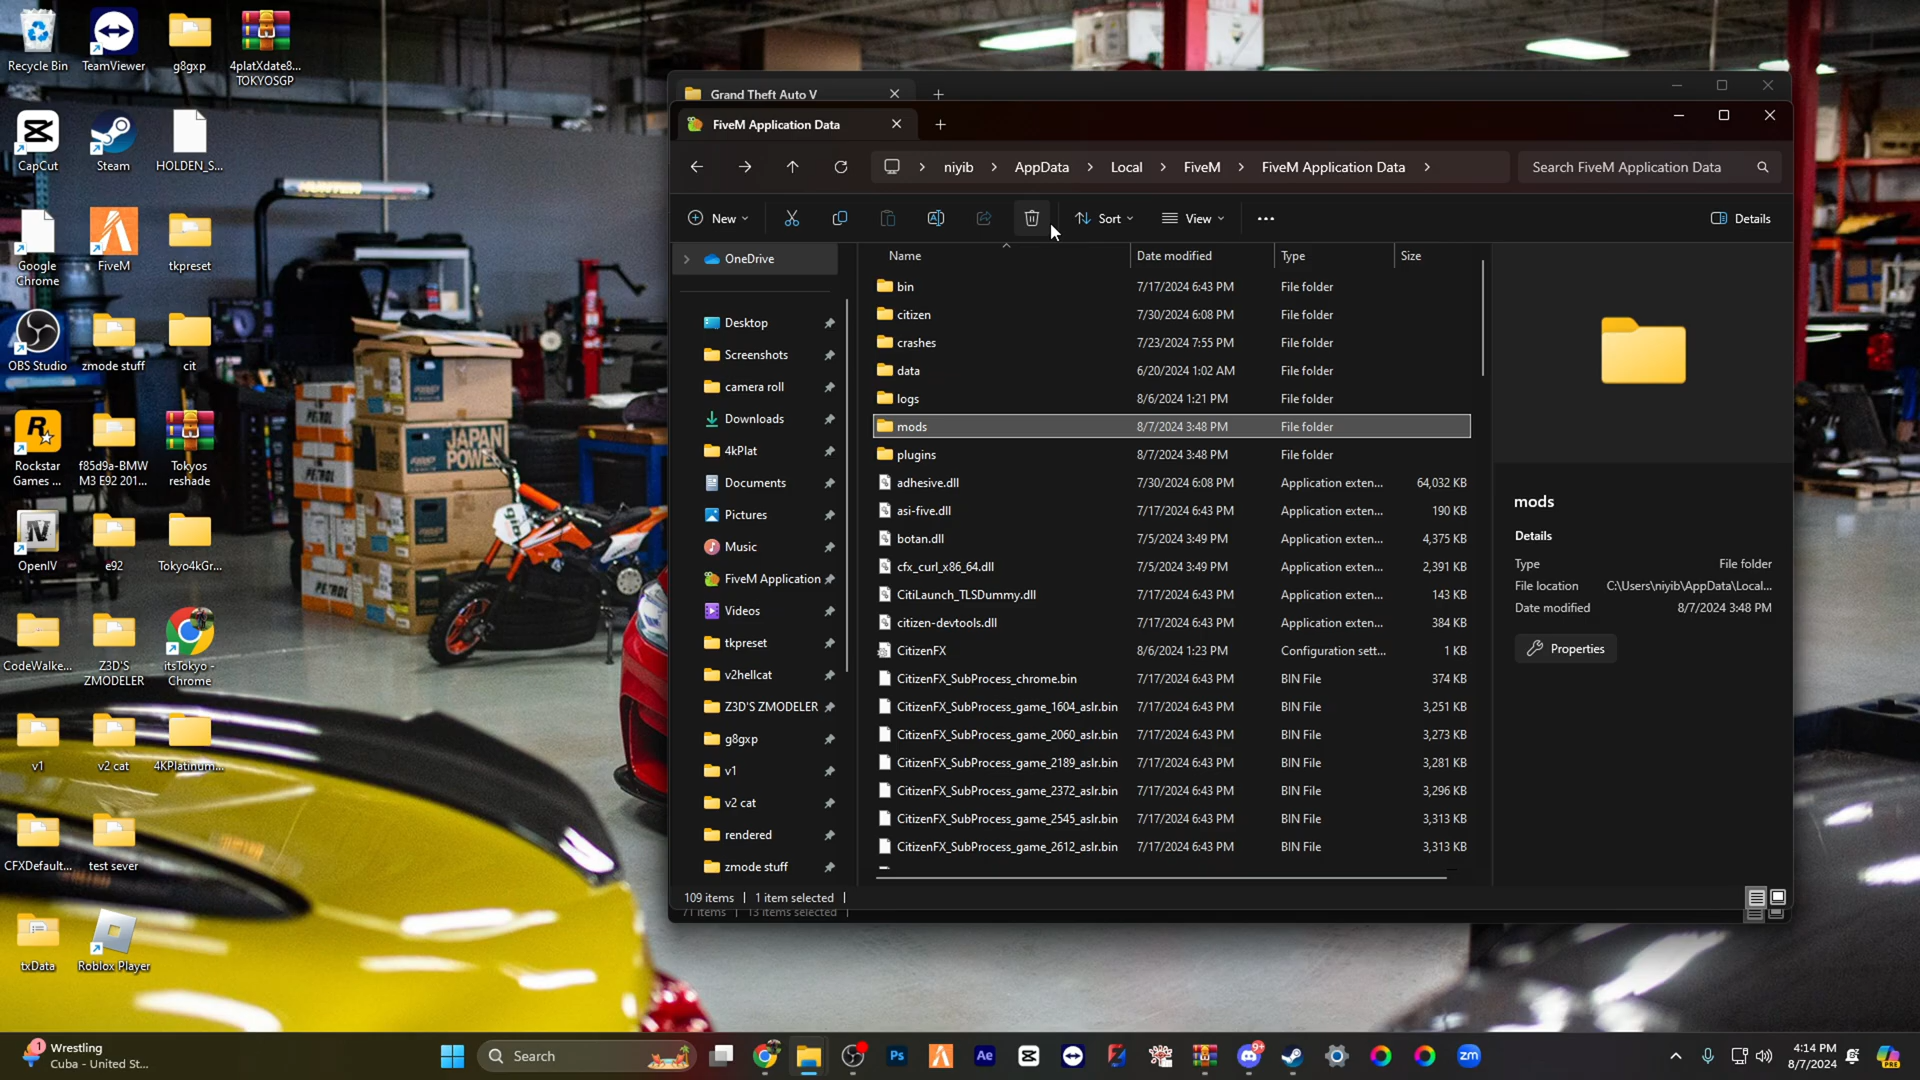 Recycle Bin
TeamViewer
g8gxp
4platXdate8...
TOKYOSGP
CapCut
Steam
HOLDEN_S...
Google
Chrome
FiveM
tkpreset
OBS Studio
zmode stuff
cit
Rockstar
Games ...
f85d9a-BMW
M3 E92 201...
Tokyos
reshade
OpenIV
e92
Tokyo4kGr...
CodeWalke...
Z3D'S
ZMODELER
itsTokyo -
Chrome
v1
v2 cat
4KPlatinum...
CFXDefault...
test sever
txData
Roblox Player
HUNTER
PETROL
JAPAN
POWER
Grand Theft Auto V
FiveM Application Data
niyib > AppData > Local > FiveM > FiveM Application Data >
Search FiveM Application Data
New
Sort
View
Details
OneDrive
Desktop
Screenshots
camera roll
Downloads
4kPlat
Documents
Pictures
Music
FiveM Application
Videos
tkpreset
v2hellcat
Z3D'S ZMODELER
g8gxp
v1
v2 cat
rendered
zmode stuff
Name Date modified Type Size
bin 7/17/2024 6:43 PM File folder
citizen 7/30/2024 6:08 PM File folder
crashes 7/23/2024 7:55 PM File folder
data 6/20/2024 1:02 AM File folder
logs 8/6/2024 1:21 PM File folder
mods 8/7/2024 3:48 PM File folder
plugins 8/7/2024 3:48 PM File folder
adhesive.dll 7/30/2024 6:08 PM Application exten... 64,032 KB
asi-five.dll 7/17/2024 6:43 PM Application exten... 190 KB
botan.dll 7/5/2024 3:49 PM Application exten... 4,375 KB
cfx_curl_x86_64.dll 7/5/2024 3:49 PM Application exten... 2,391 KB
CitiLaunch_TLSDummy.dll 7/17/2024 6:43 PM Application exten... 143 KB
citizen-devtools.dll 7/17/2024 6:43 PM Application exten... 384 KB
CitizenFX 8/6/2024 1:23 PM Configuration sett... 1 KB
CitizenFX_SubProcess_chrome.bin 7/17/2024 6:43 PM BIN File 374 KB
CitizenFX_SubProcess_game_1604_aslr.bin 7/17/2024 6:43 PM BIN File 3,251 KB
CitizenFX_SubProcess_game_2060_aslr.bin 7/17/2024 6:43 PM BIN File 3,273 KB
CitizenFX_SubProcess_game_2189_aslr.bin 7/17/2024 6:43 PM BIN File 3,281 KB
CitizenFX_SubProcess_game_2372_aslr.bin 7/17/2024 6:43 PM BIN File 3,296 KB
CitizenFX_SubProcess_game_2545_aslr.bin 7/17/2024 6:43 PM BIN File 3,313 KB
CitizenFX_SubProcess_game_2612_aslr.bin 7/17/2024 6:43 PM BIN File 3,313 KB
mods
Details
Type File folder
File location C:\Users\niyib\AppData\Local...
Date modified 8/7/2024 3:48 PM
Properties
109 items 1 item selected
71 items 13 items selected
1
Wrestling
Cuba - United St...
Search
Ps
Ae
9+
zm
4:14 PM
8/7/2024
PRE